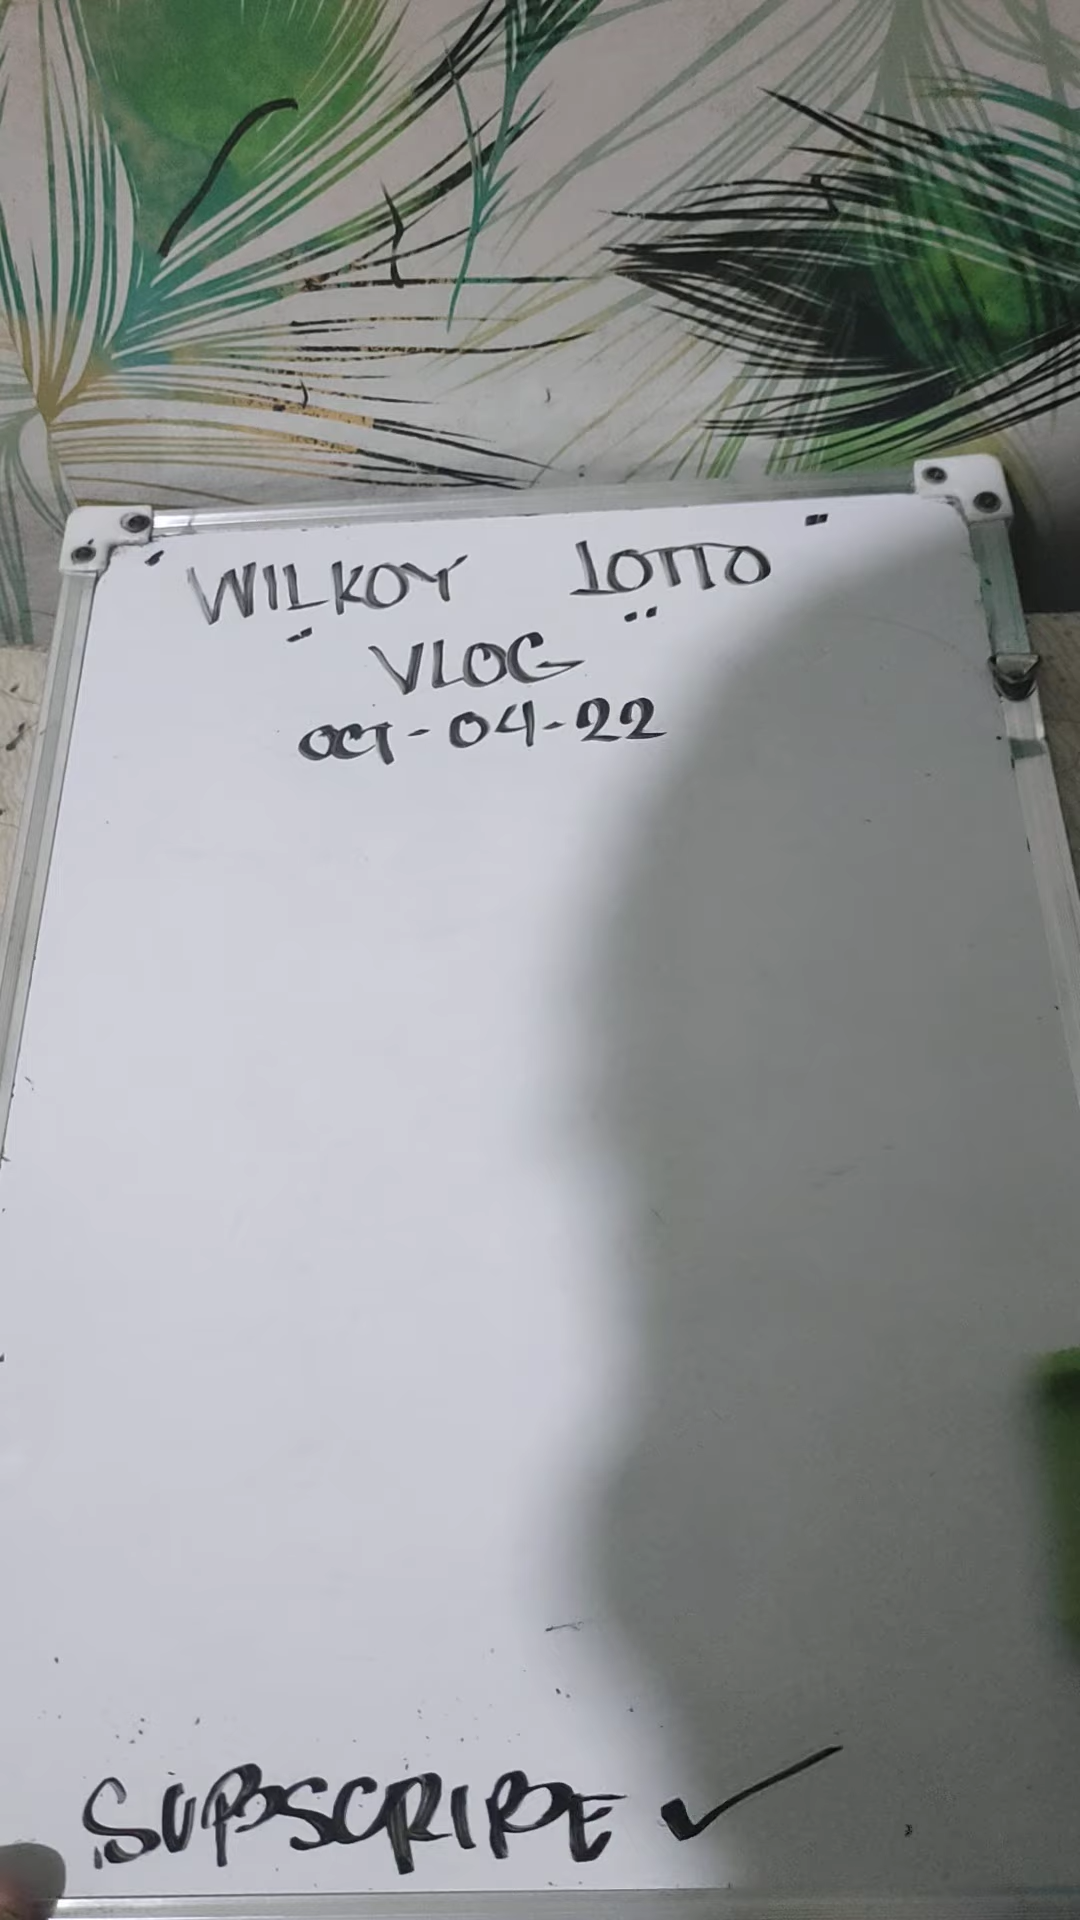 " WILKOY LOTTO "
" VLOG "
OCT-04-22
SUBSCRIBE ✓